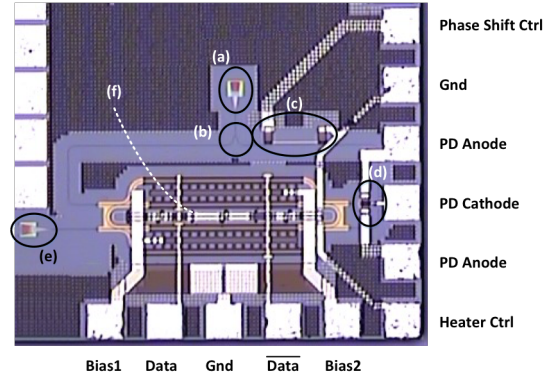 Phase Shift Ctrl
(a)
Gnd
(f)
(c)
(b)
PD Anode
(d)
PD Cathode
(e)
PD Anode
Heater Ctrl
Bias1 Data Gnd Data Bias2